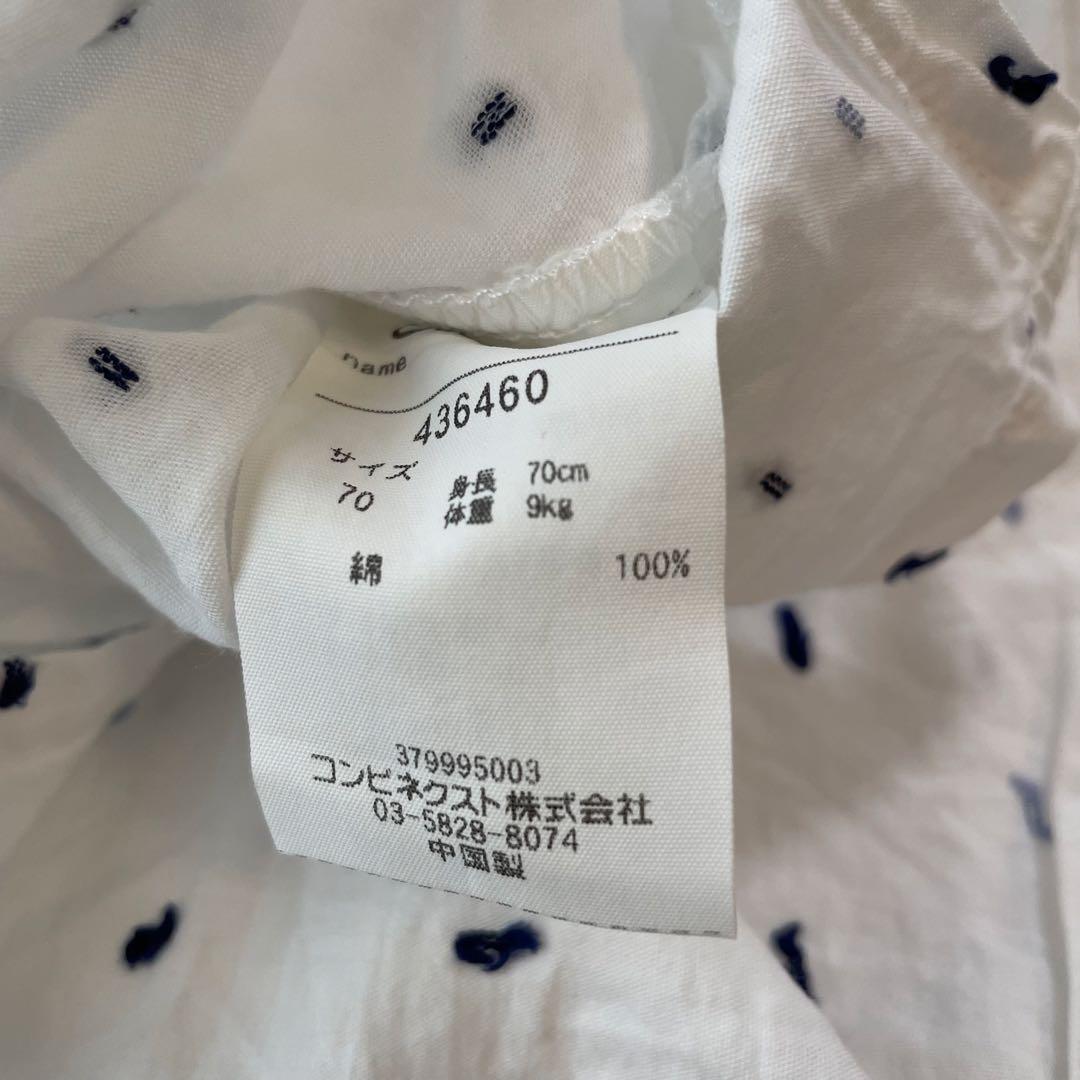 name
436460
サイズ 身長 70cm
70 体重 9kg
綿 100%
379995003
コンビネクスト株式会社
03-5828-8074
中国製